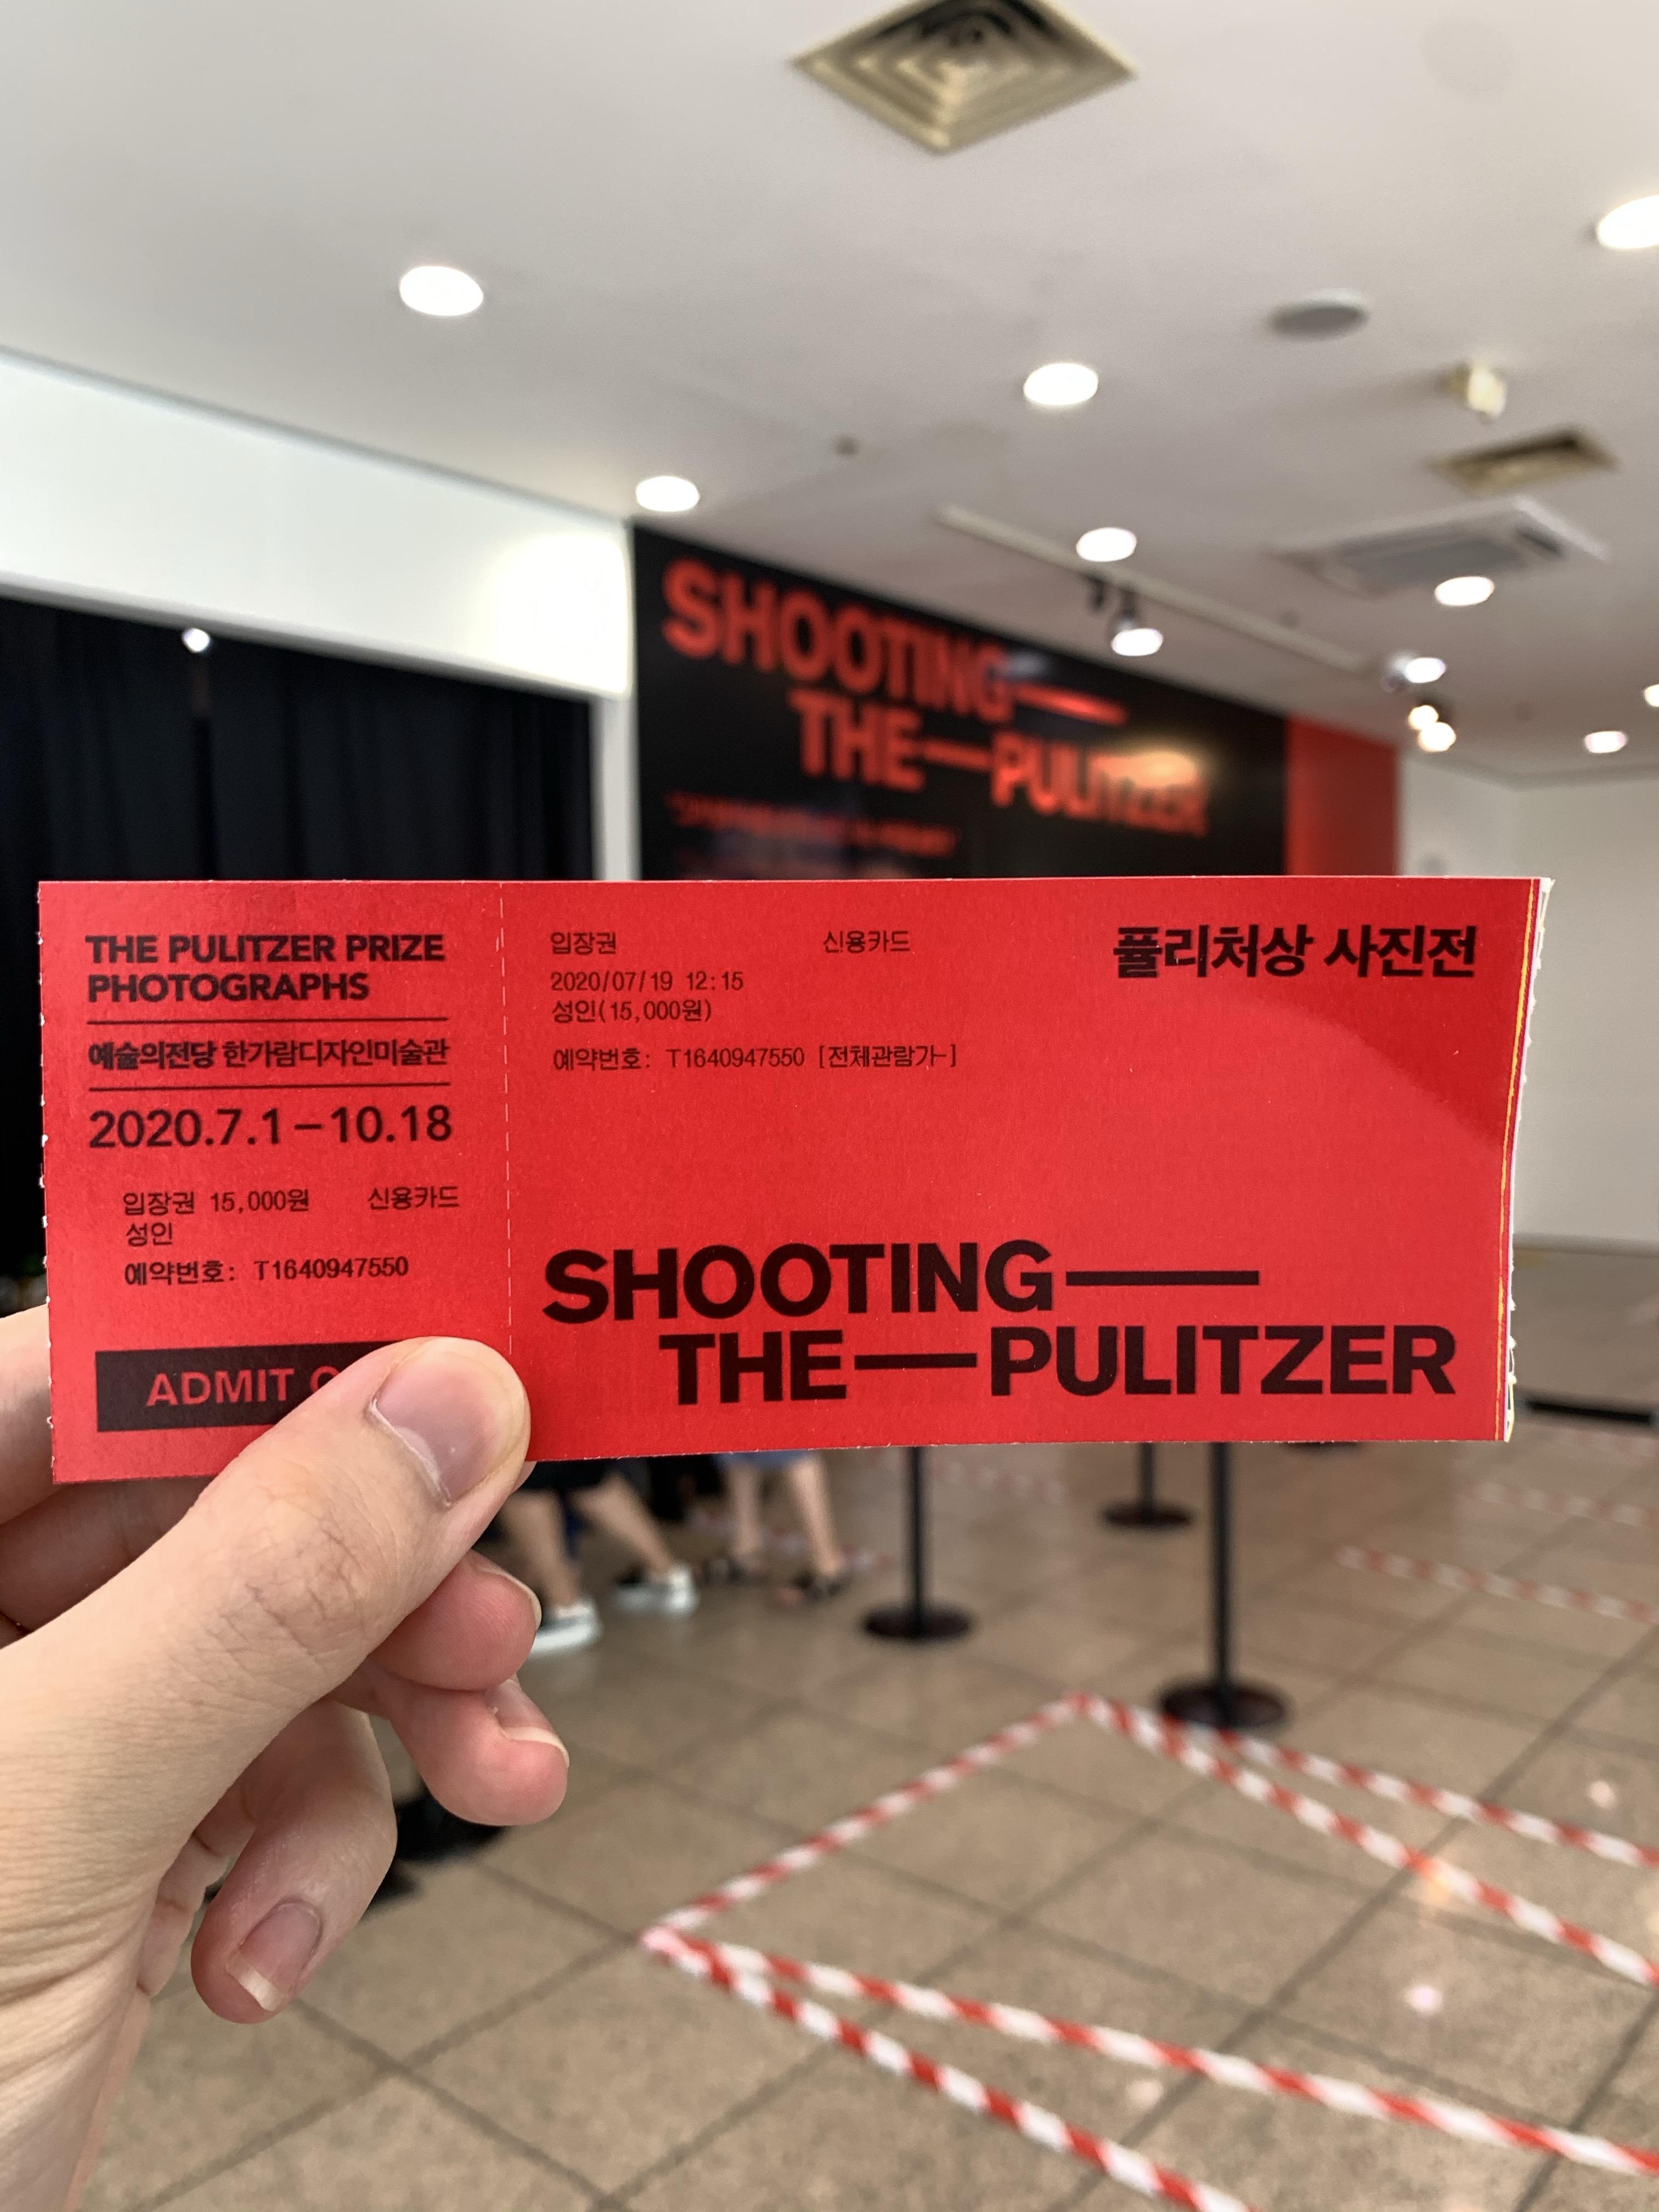 SHOOTING—
THE—PULITZER
THE PULITZER PRIZE
PHOTOGRAPHS
예술의전당 한가람디자인미술관
2020.7.1–10.18
입장권 15,000원 신용카드
성인
예약번호: T1640947550
ADMIT
입장권 신용카드
2020/07/19 12:15
성인(15,000원)
예약번호: T1640947550 [전체관람가-]
퓰리처상 사진전
SHOOTING—
THE—PULITZER